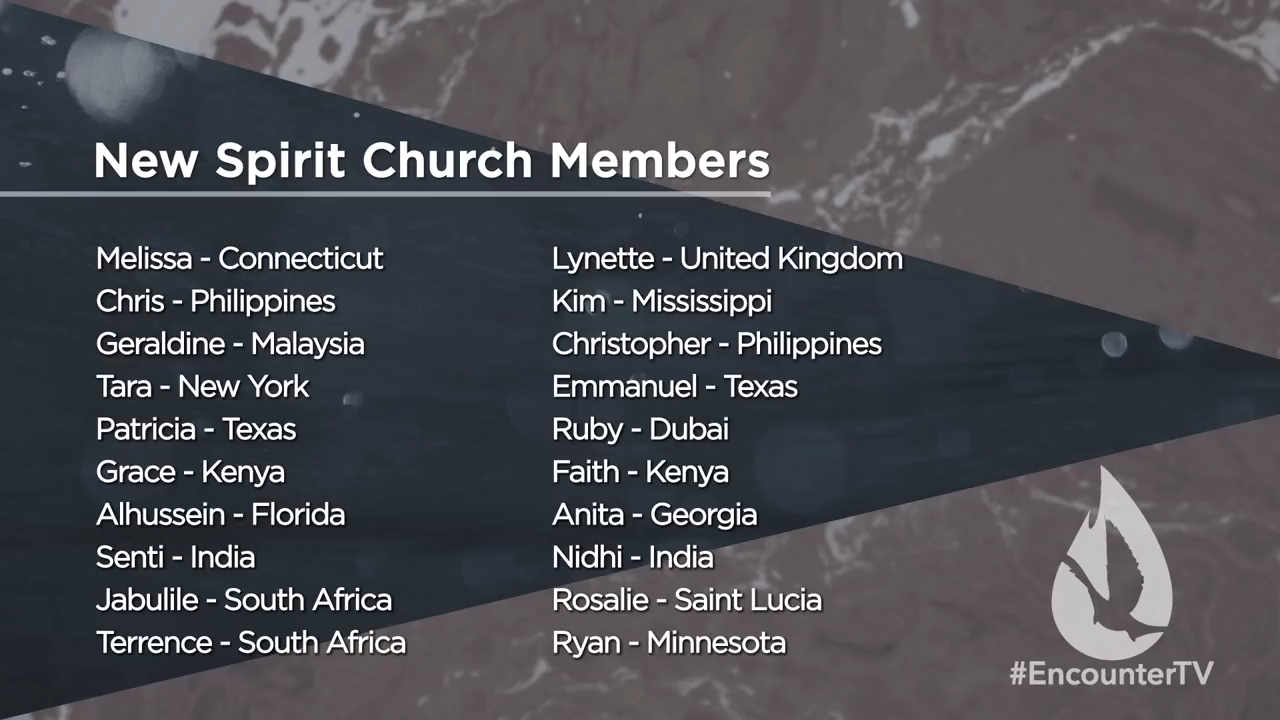 New Spirit Church Members
Melissa - Connecticut
Chris - Philippines
Geraldine - Malaysia
Tara - New York
Patricia - Texas
Grace - Kenya
Alhussein - Florida
Senti - India
Jabulile - South Africa
Terrence - South Africa
Lynette - United Kingdom
Kim - Mississippi
Christopher - Philippines
Emmanuel - Texas
Ruby - Dubai
Faith - Kenya
Anita - Georgia
Nidhi - India
Rosalie - Saint Lucia
Ryan - Minnesota
#EncounterTV